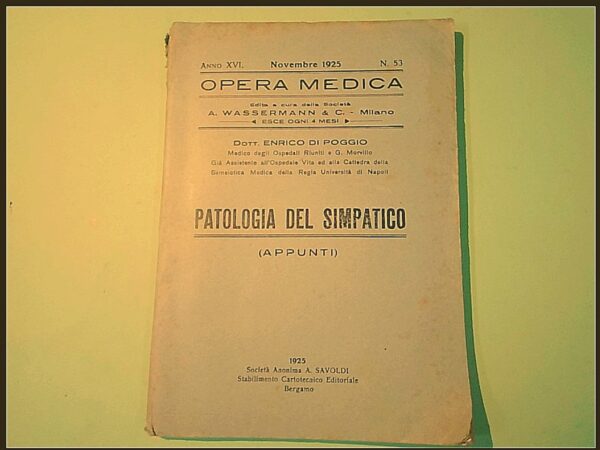 ANNO XVI. Novembre 1925 N. 53
OPERA MEDICA
Edita a cura della Società
A. WASSERMANN & C. - Milano
◄ ESCE OGNI 4 MESI ►
DOTT. ENRICO DI POGGIO
Medico degli Ospedali Riuniti e G. Morvillo
Già Assistente all'Ospedale Vita ed alla Cattedra della
Semeiotica Medica della Regia Università di Napoli
PATOLOGIA DEL SIMPATICO
(APPUNTI)
1925
Società Anonima A. SAVOLDI
Stabilimento Cartotecnico Editoriale
Bergamo